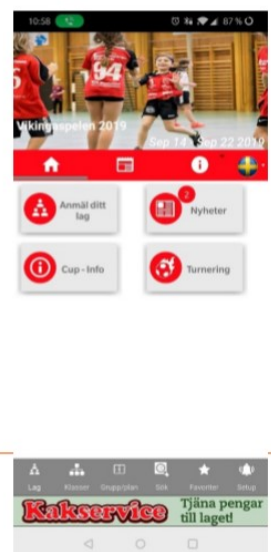 10:58
87 %
94
Vikingaspelen 2019
Sep 14 - Sep 22 2019
Anmäl ditt
lag
2
Nyheter
Cup - Info
Turnering
Lag
Klasser
Grupp/plan
Sök
Favoriter
Setup
Kakservice
Tjäna pengar
till laget!